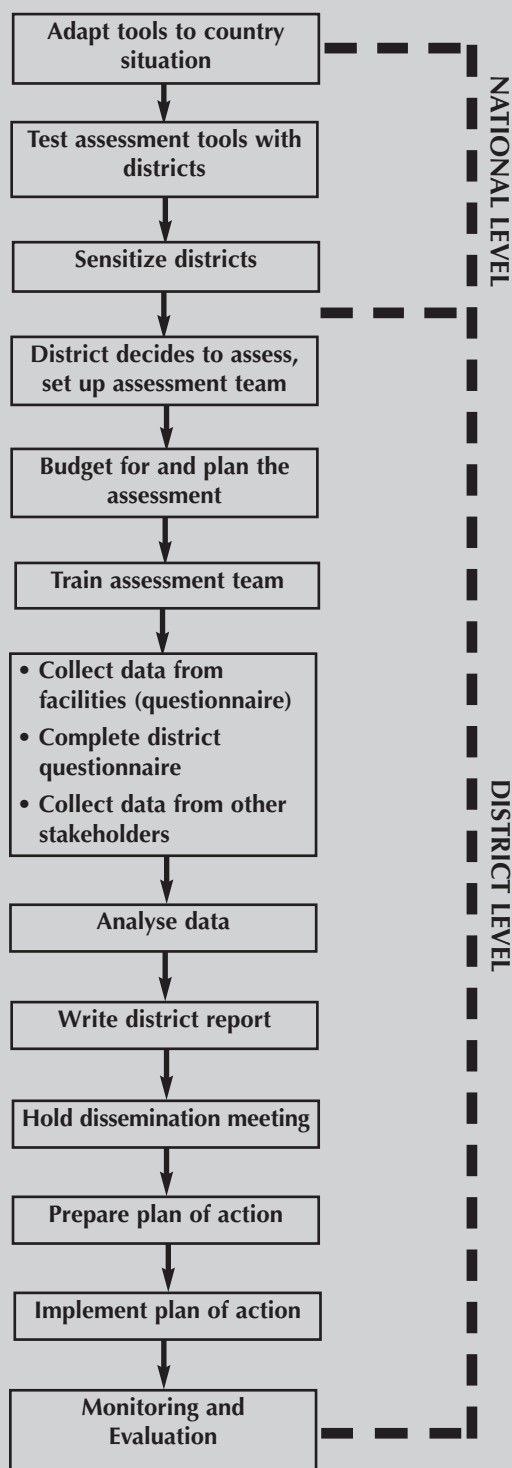 Adapt tools to country
situation
Test assessment tools with
districts
Sensitize districts
District decides to assess,
set up assessment team
Budget for and plan the
assessment
Train assessment team
• Collect data from
facilities (questionnaire)
• Complete district
questionnaire
• Collect data from other
stakeholders
Analyse data
Write district report
Hold dissemination meeting
Prepare plan of action
Implement plan of action
Monitoring and
Evaluation
NATIONAL LEVEL
DISTRICT LEVEL